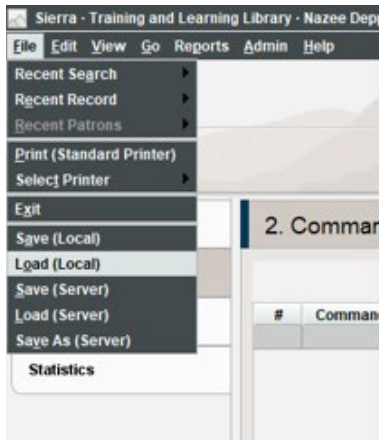 Sierra - Training and Learning Library - Nazee Dep
File Edit View Go Reports Admin Help
Recent Search
Recent Record
Recent Patrons
Print (Standard Printer)
Select Printer
Exit
Save (Local)
Load (Local)
Save (Server)
Load (Server)
Save As (Server)
Statistics
2. Comman
# Command